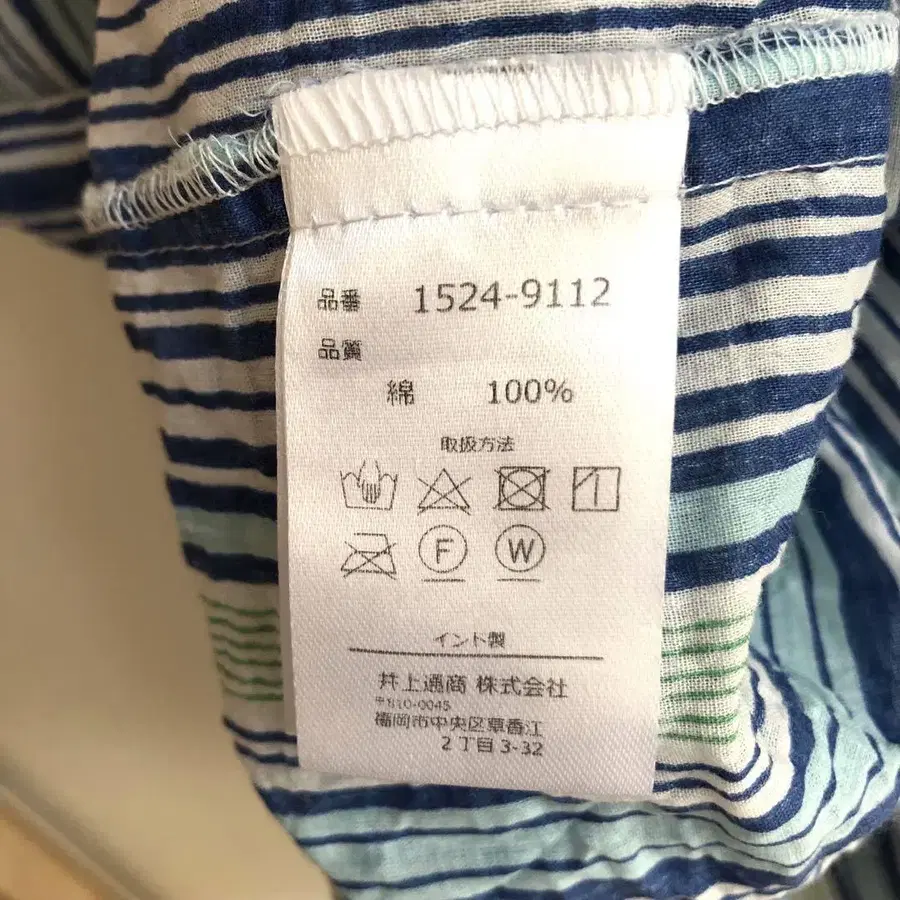 品番 1524-9112
品質
綿 100%
取扱方法
F W
インド製
井上通商 株式会社
〒810-0045
福岡市中央区草香江
2丁目3-32